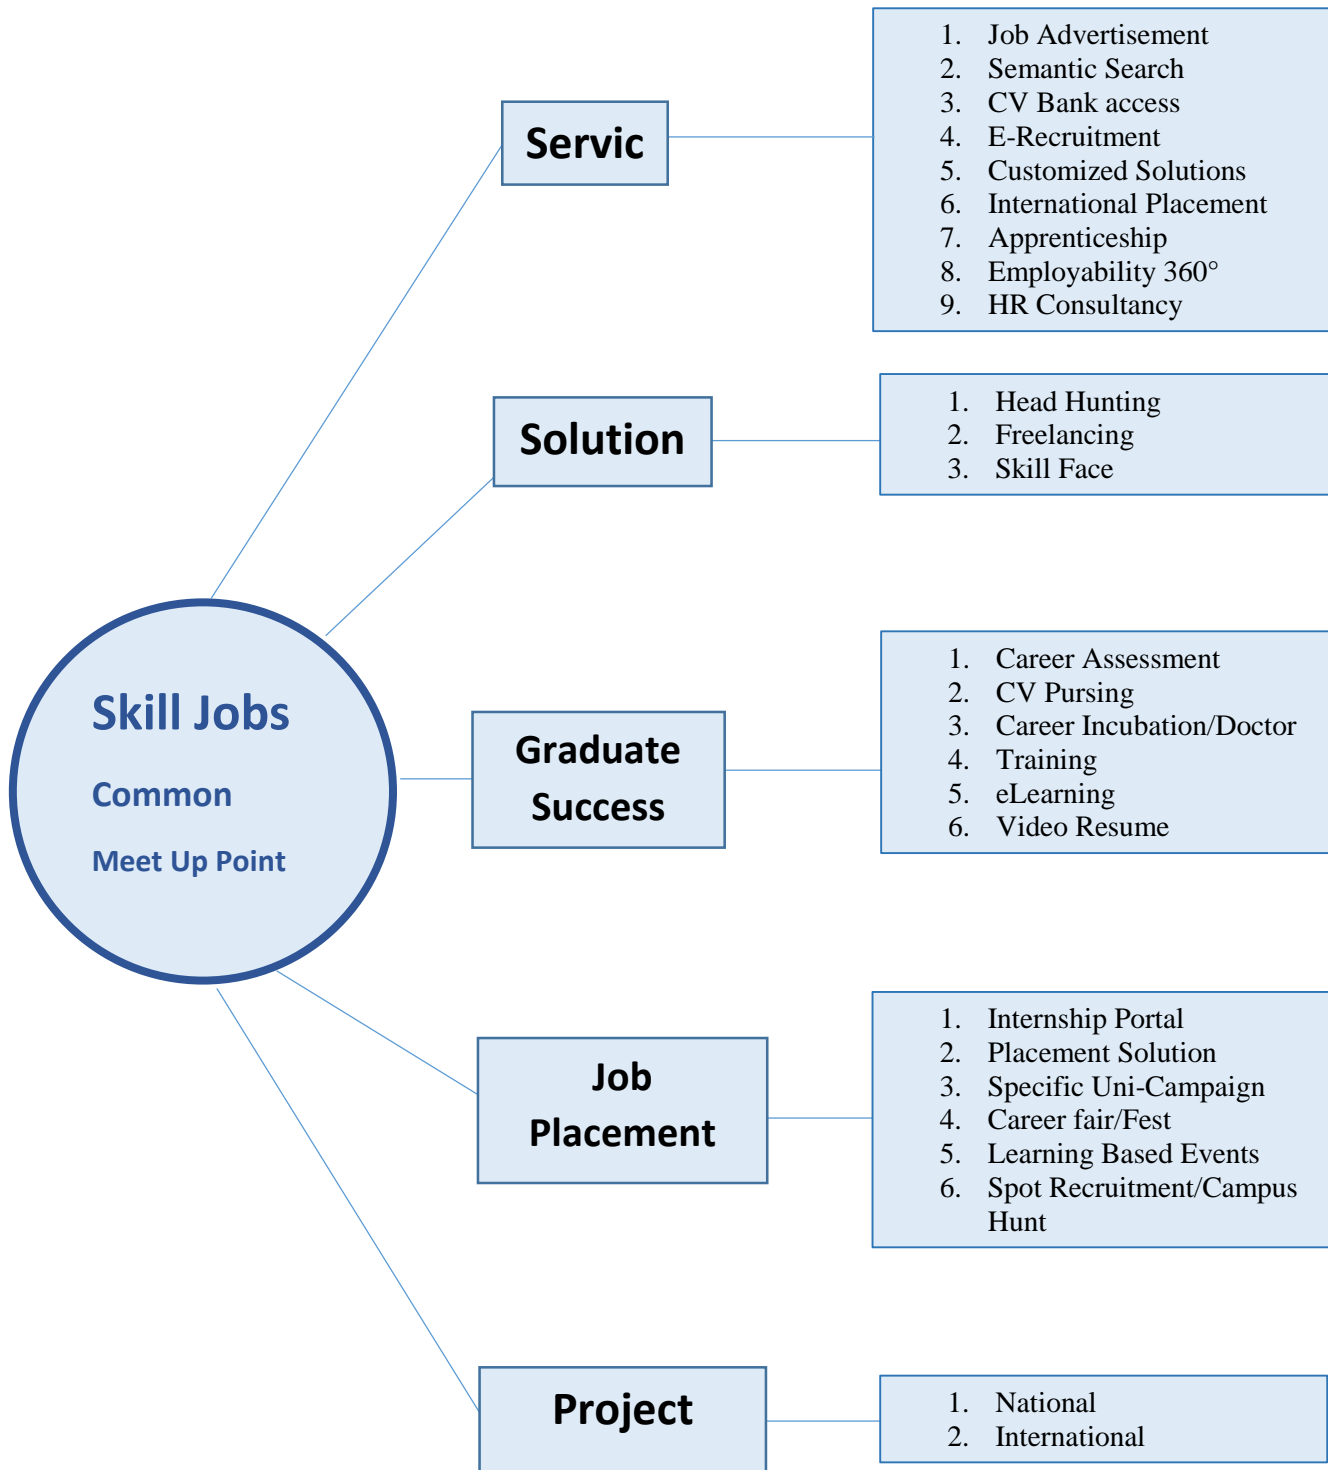 Skill Jobs
Common
Meet Up Point
Servic
1. Job Advertisement
2. Semantic Search
3. CV Bank access
4. E-Recruitment
5. Customized Solutions
6. International Placement
7. Apprenticeship
8. Employability 360°
9. HR Consultancy
Solution
1. Head Hunting
2. Freelancing
3. Skill Face
Graduate
Success
1. Career Assessment
2. CV Pursing
3. Career Incubation/Doctor
4. Training
5. eLearning
6. Video Resume
Job
Placement
1. Internship Portal
2. Placement Solution
3. Specific Uni-Campaign
4. Career fair/Fest
5. Learning Based Events
6. Spot Recruitment/Campus
Hunt
Project
1. National
2. International